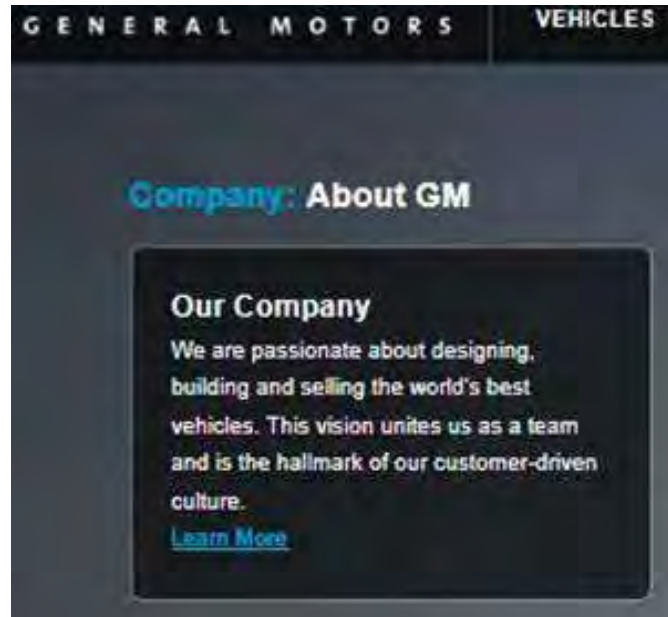 GENERAL MOTORS
VEHICLES
Company: About GM
Our Company
We are passionate about designing,
building and selling the world's best
vehicles. This vision unites us as a team
and is the hallmark of our customer-driven
culture.
Learn More